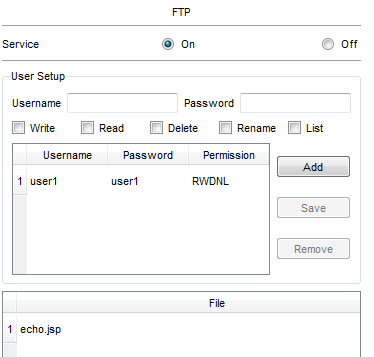 FTP
Service On Off
User Setup
Username Password
Write Read Delete Rename List
Username Password Permission
1 user1 user1 RWDNL
Add
Save
Remove
File
1 echo.jsp